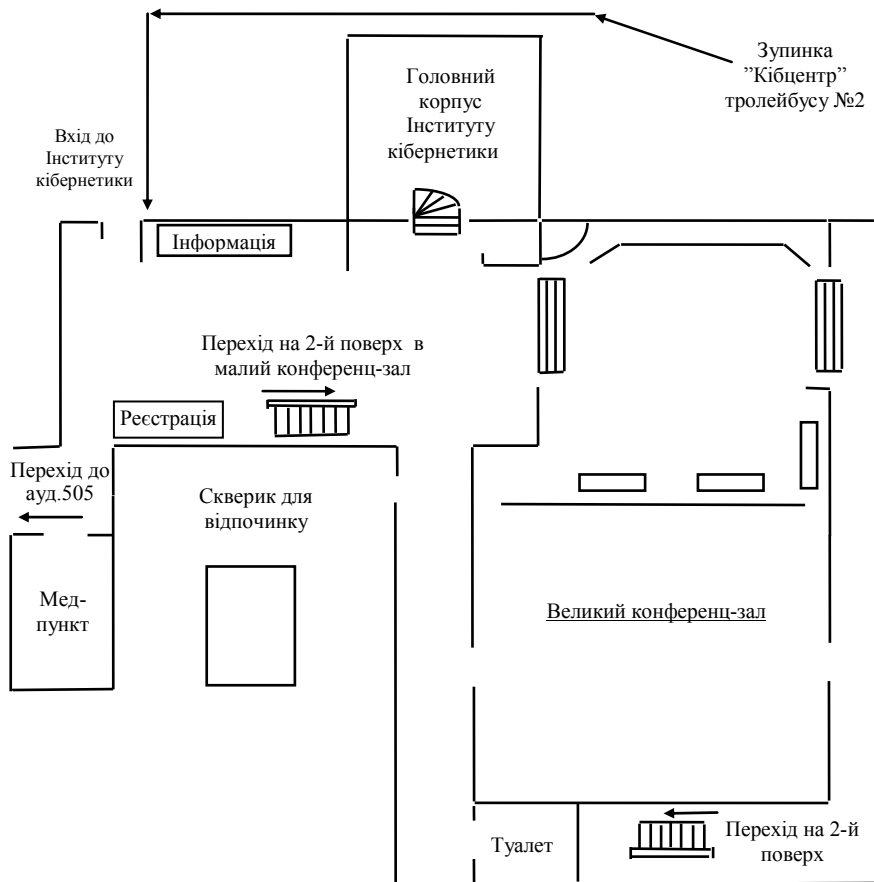 Зупинка
”Кібцентр”
тролейбусу №2
Головний
корпус
Інституту
кібернетики
Вхід до
Інституту
кібернетики
Інформація
Перехід на 2-й поверх в
малий конференц-зал
Реєстрація
Перехід до
ауд.505
Скверик для
відпочинку
Мед-
пункт
Великий конференц-зал
Туалет
Перехід на 2-й
поверх